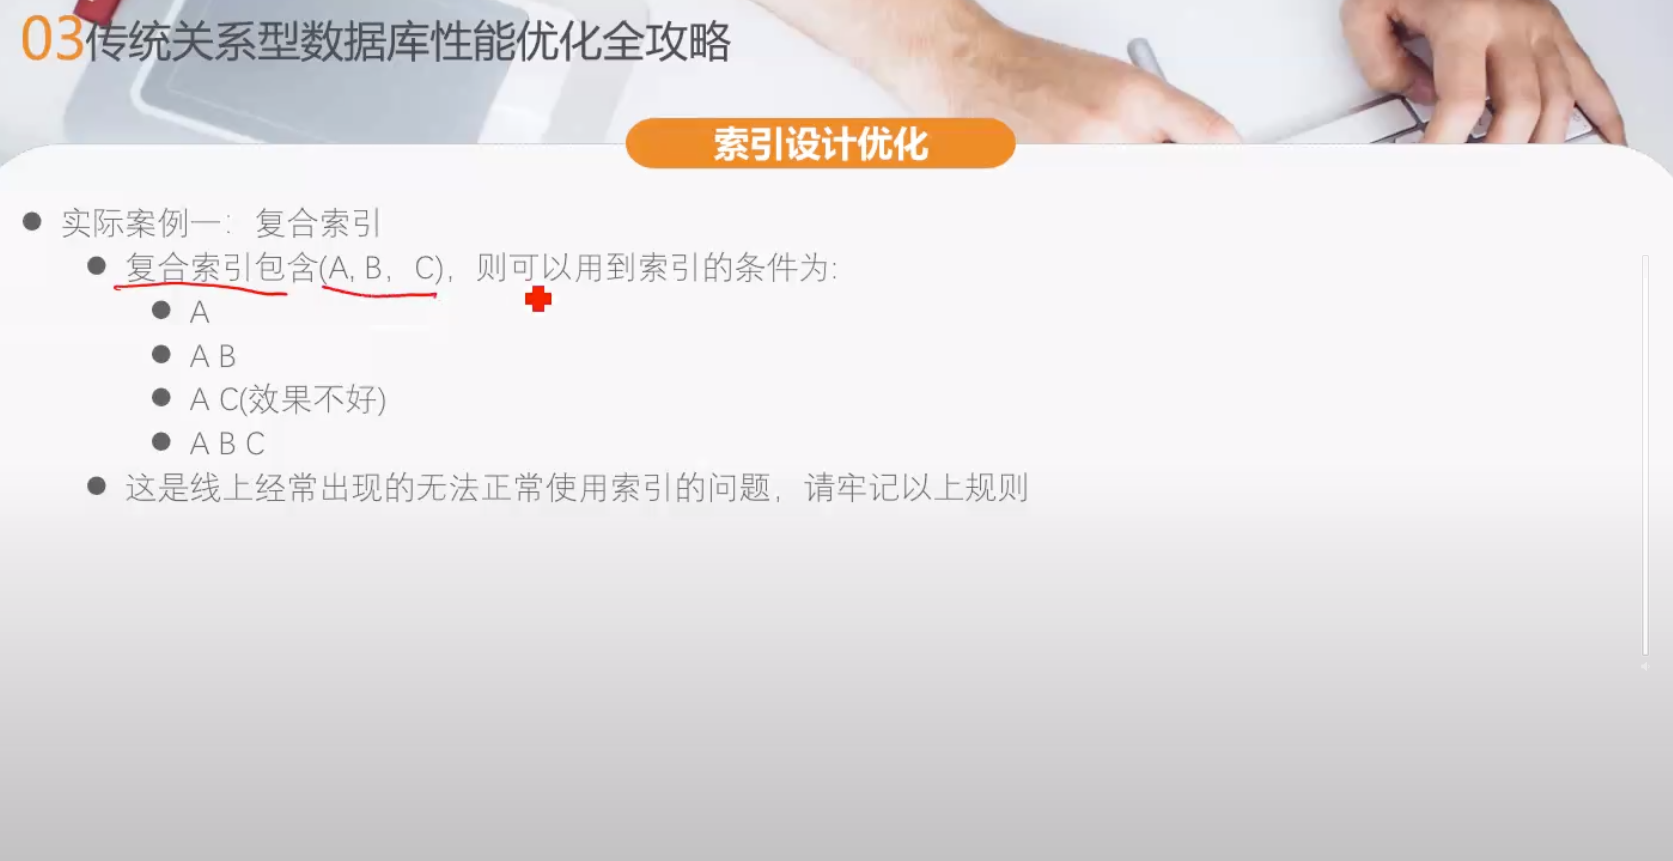 03传统关系型数据库性能优化全攻略
索引设计优化
实际案例一：复合索引
复合索引包含(A, B，C)，则可以用到索引的条件为:
A
A B
A C(效果不好)
A B C
这是线上经常出现的无法正常使用索引的问题，请牢记以上规则